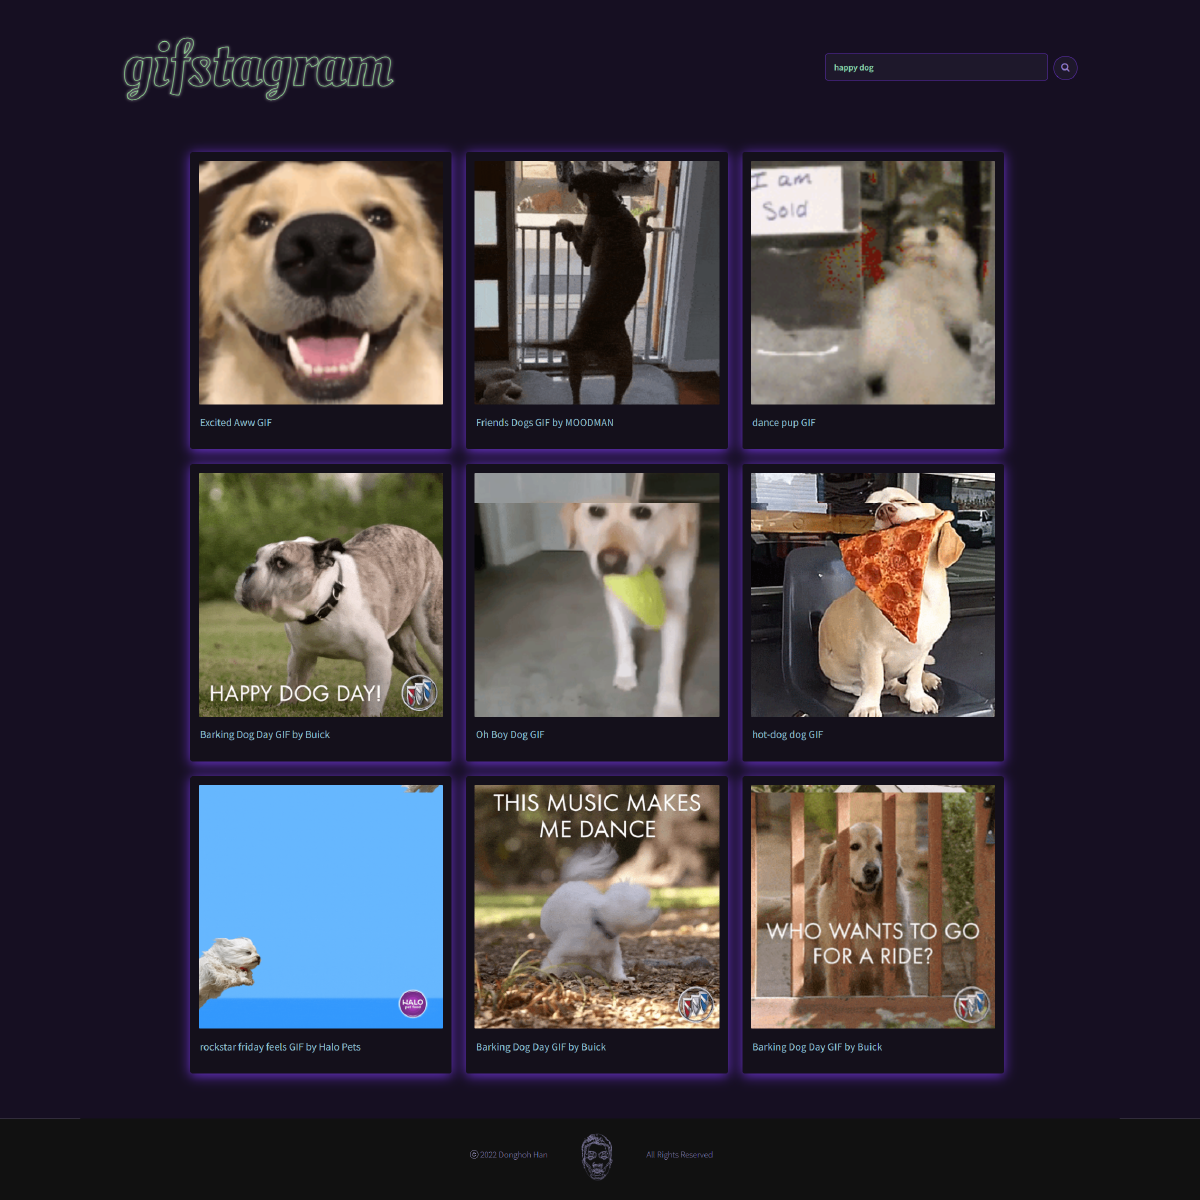 gifstagram
happy dog
I am
Sold
Excited Aww GIF
Friends Dogs GIF by MOODMAN
dance pup GIF
HAPPY DOG DAY!
Barking Dog Day GIF by Buick
Oh Boy Dog GIF
hot-dog dog GIF
HALO
rockstar friday feels GIF by Halo Pets
THIS MUSIC MAKES
ME DANCE
Barking Dog Day GIF by Buick
WHO WANTS TO GO
FOR A RIDE?
Barking Dog Day GIF by Buick
© 2022 Donghoh Han
All Rights Reserved